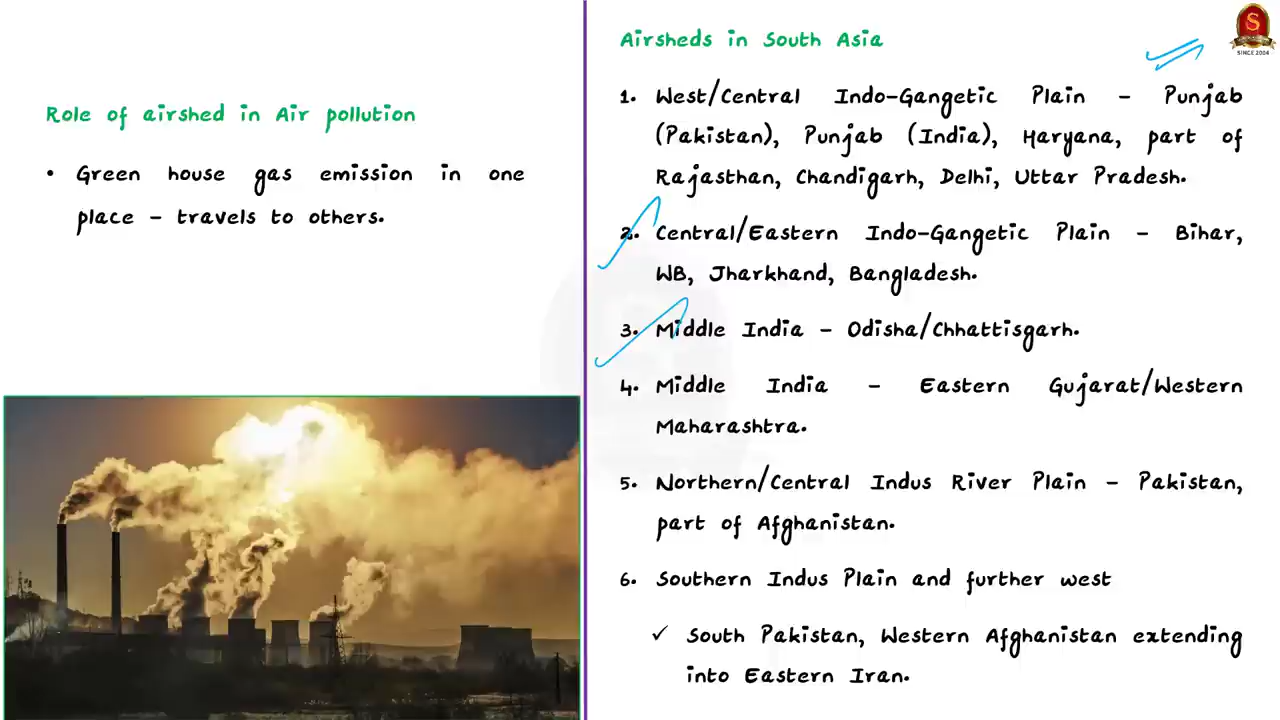 Role of airshed in Air pollution
• Green house gas emission in one
place – travels to others.
Airsheds in South Asia
1. West/Central Indo-Gangetic Plain – Punjab
(Pakistan), Punjab (India), Haryana, part of
Rajasthan, Chandigarh, Delhi, Uttar Pradesh.
2. Central/Eastern Indo-Gangetic Plain – Bihar,
WB, Jharkhand, Bangladesh.
3. Middle India – Odisha/Chhattisgarh.
4. Middle India – Eastern Gujarat/Western
Maharashtra.
5. Northern/Central Indus River Plain – Pakistan,
part of Afghanistan.
6. Southern Indus Plain and further west
✓ South Pakistan, Western Afghanistan extending
into Eastern Iran.
S
SINCE 2004